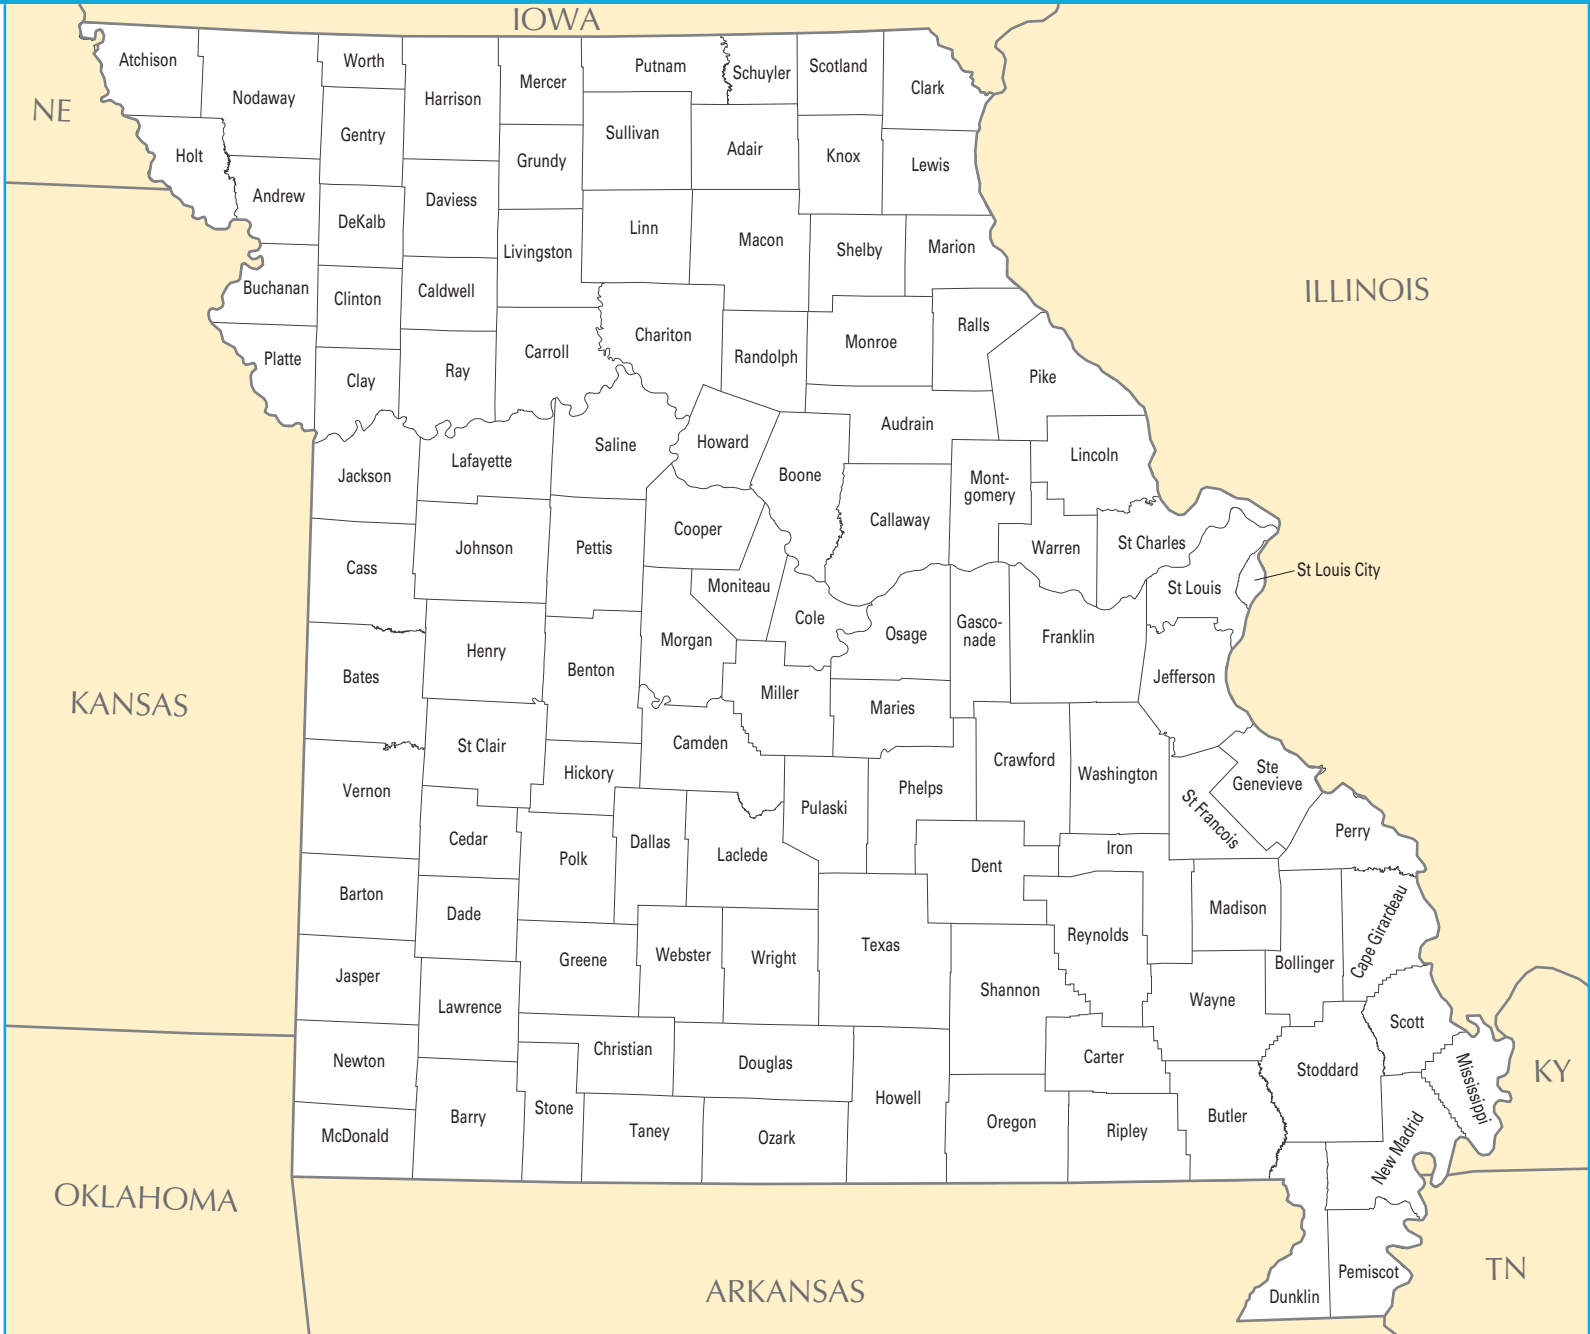 IOWA
Atchison
Worth
Putnam
Schuyler
Scotland
Mercer
Clark
Nodaway
Harrison
NE
Gentry
Sullivan
Adair
Knox
Holt
Grundy
Lewis
Andrew
Daviess
DeKalb
Linn
Macon
Shelby
Marion
Livingston
Buchanan
Clinton
Caldwell
ILLINOIS
Chariton
Ralls
Monroe
Platte
Carroll
Randolph
Clay
Ray
Pike
Audrain
Howard
Saline
Lincoln
Lafayette
Jackson
Boone
Mont-
gomery
Callaway
Cooper
Johnson
Pettis
Warren
St Charles
Cass
St Louis City
Moniteau
St Louis
Cole
Gasco-
nade
Osage
Franklin
Morgan
Henry
Benton
Bates
Jefferson
Miller
KANSAS
Maries
St Clair
Camden
Crawford
Washington
Hickory
Ste
Genevieve
Vernon
Phelps
Pulaski
St Francois
Perry
Cedar
Dallas
Iron
Polk
Laclede
Dent
Barton
Dade
Madison
Cape Girardeau
Reynolds
Texas
Greene
Webster
Wright
Bollinger
Jasper
Shannon
Wayne
Lawrence
Scott
Christian
Carter
Newton
Douglas
Stoddard
KY
Mississippi
Howell
Stone
Barry
Butler
Oregon
Ripley
McDonald
Taney
Ozark
New Madrid
OKLAHOMA
TN
Pemiscot
Dunklin
ARKANSAS